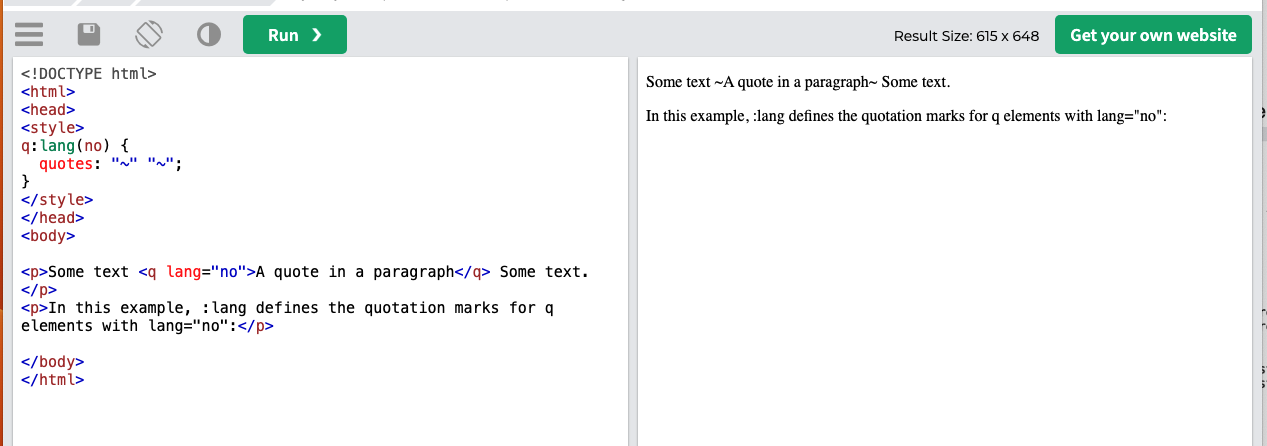 Run ❯
Result Size: 615 x 648
Get your own website
<!DOCTYPE html>
<html>
<head>
<style>
q:lang(no) {
  quotes: "~" "~";
}
</style>
</head>
<body>
<p>Some text <q lang="no">A quote in a paragraph</q> Some text.
</p>
<p>In this example, :lang defines the quotation marks for q
elements with lang="no":</p>
</body>
</html>
Some text ~A quote in a paragraph~ Some text.
In this example, :lang defines the quotation marks for q elements with lang="no":